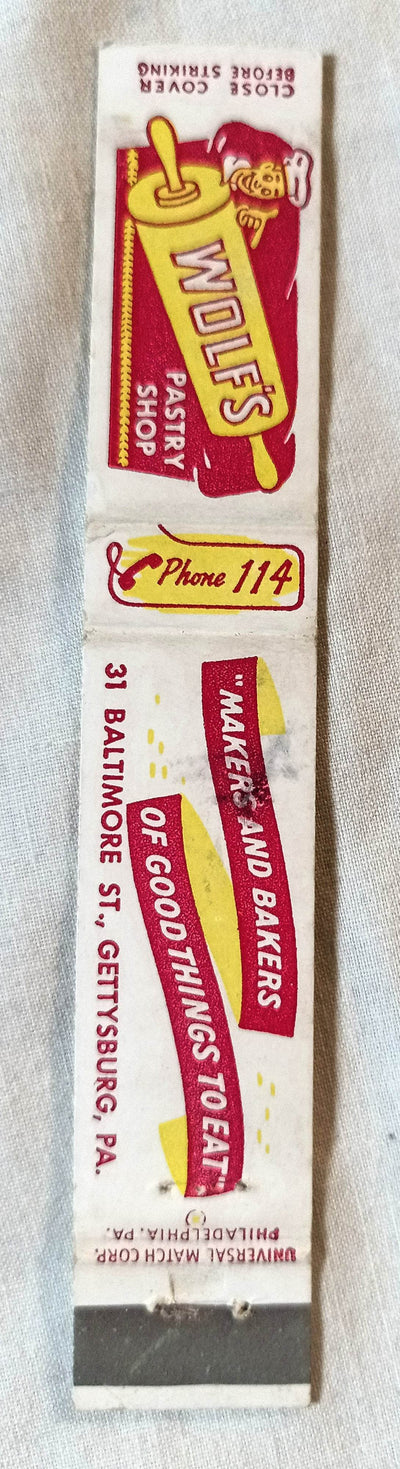 CLOSE COVER
BEFORE STRIKING
WOLF'S
PASTRY
SHOP
Phone 114
"MAKERS AND BAKERS
OF GOOD THINGS TO EAT"
31 BALTIMORE ST., GETTYSBURG, PA.
UNIVERSAL MATCH CORP.
PHILADELPHIA, PA.